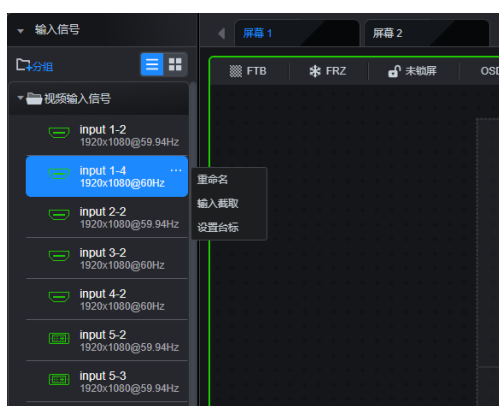 输入信号
屏幕 1
屏幕 2
分组
FTB
FRZ
未锁屏
OSD
视频输入信号
input 1-2
1920x1080@59.94Hz
input 1-4
1920x1080@60Hz
重命名
输入截取
设置台标
input 2-2
1920x1080@59.94Hz
input 3-2
1920x1080@60Hz
input 4-2
1920x1080@60Hz
input 5-2
1920x1080@59.94Hz
input 5-3
1920x1080@59.94Hz